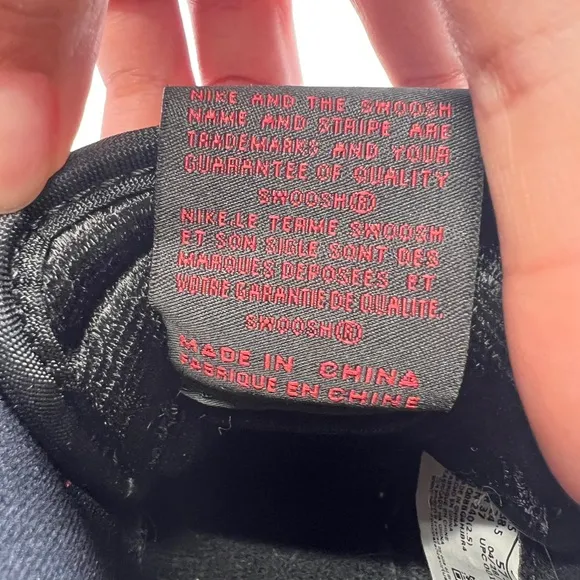 NIKE AND THE SWOOSH
NAME AND STRIPE ARE
TRADEMARKS AND YOUR
GUARANTEE OF QUALITY
SWOOSH®
NIKE.LE TERME SWOOSH
ET SON SIGLE SONT DES
MARQUES DEPOSEES ET
VOTRE GARANTIE DE QUALITE.
SWOOSH®
MADE IN CHINA
FABRIQUE EN CHINE
UPC